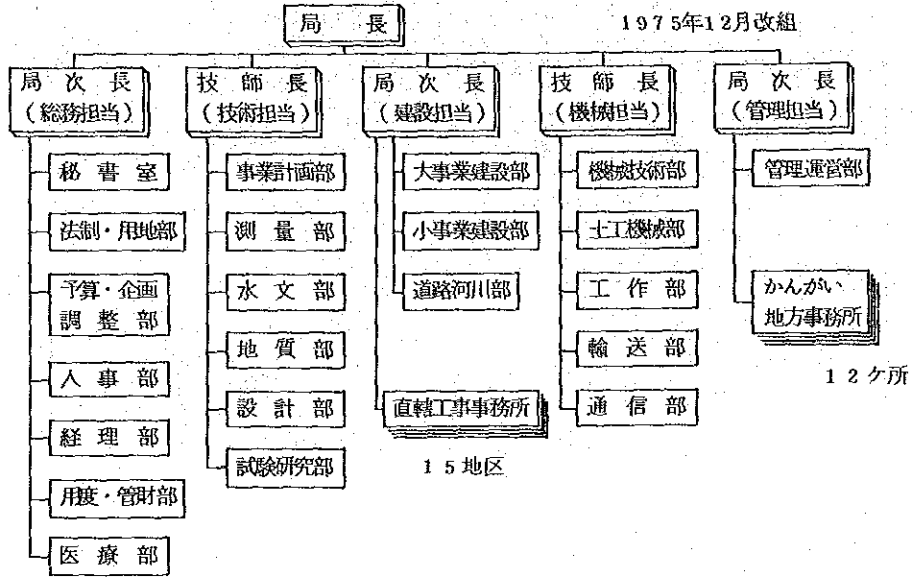 局長
1975年12月改組
局次長
(総務担当)
秘書室
法制・用地部
予算・企画
調整部
人事部
経理部
用度・管財部
医療部
技師長
(技術担当)
事業計画部
測量部
水文部
地質部
設計部
試験研究部
局次長
(建設担当)
大事業建設部
小事業建設部
道路河川部
直轄工事事務所
15地区
技師長
(機械担当)
機械技術部
土工機械部
工作部
輸送部
通信部
局次長
(管理担当)
管理運営部
かんがい
地方事務所
12ケ所